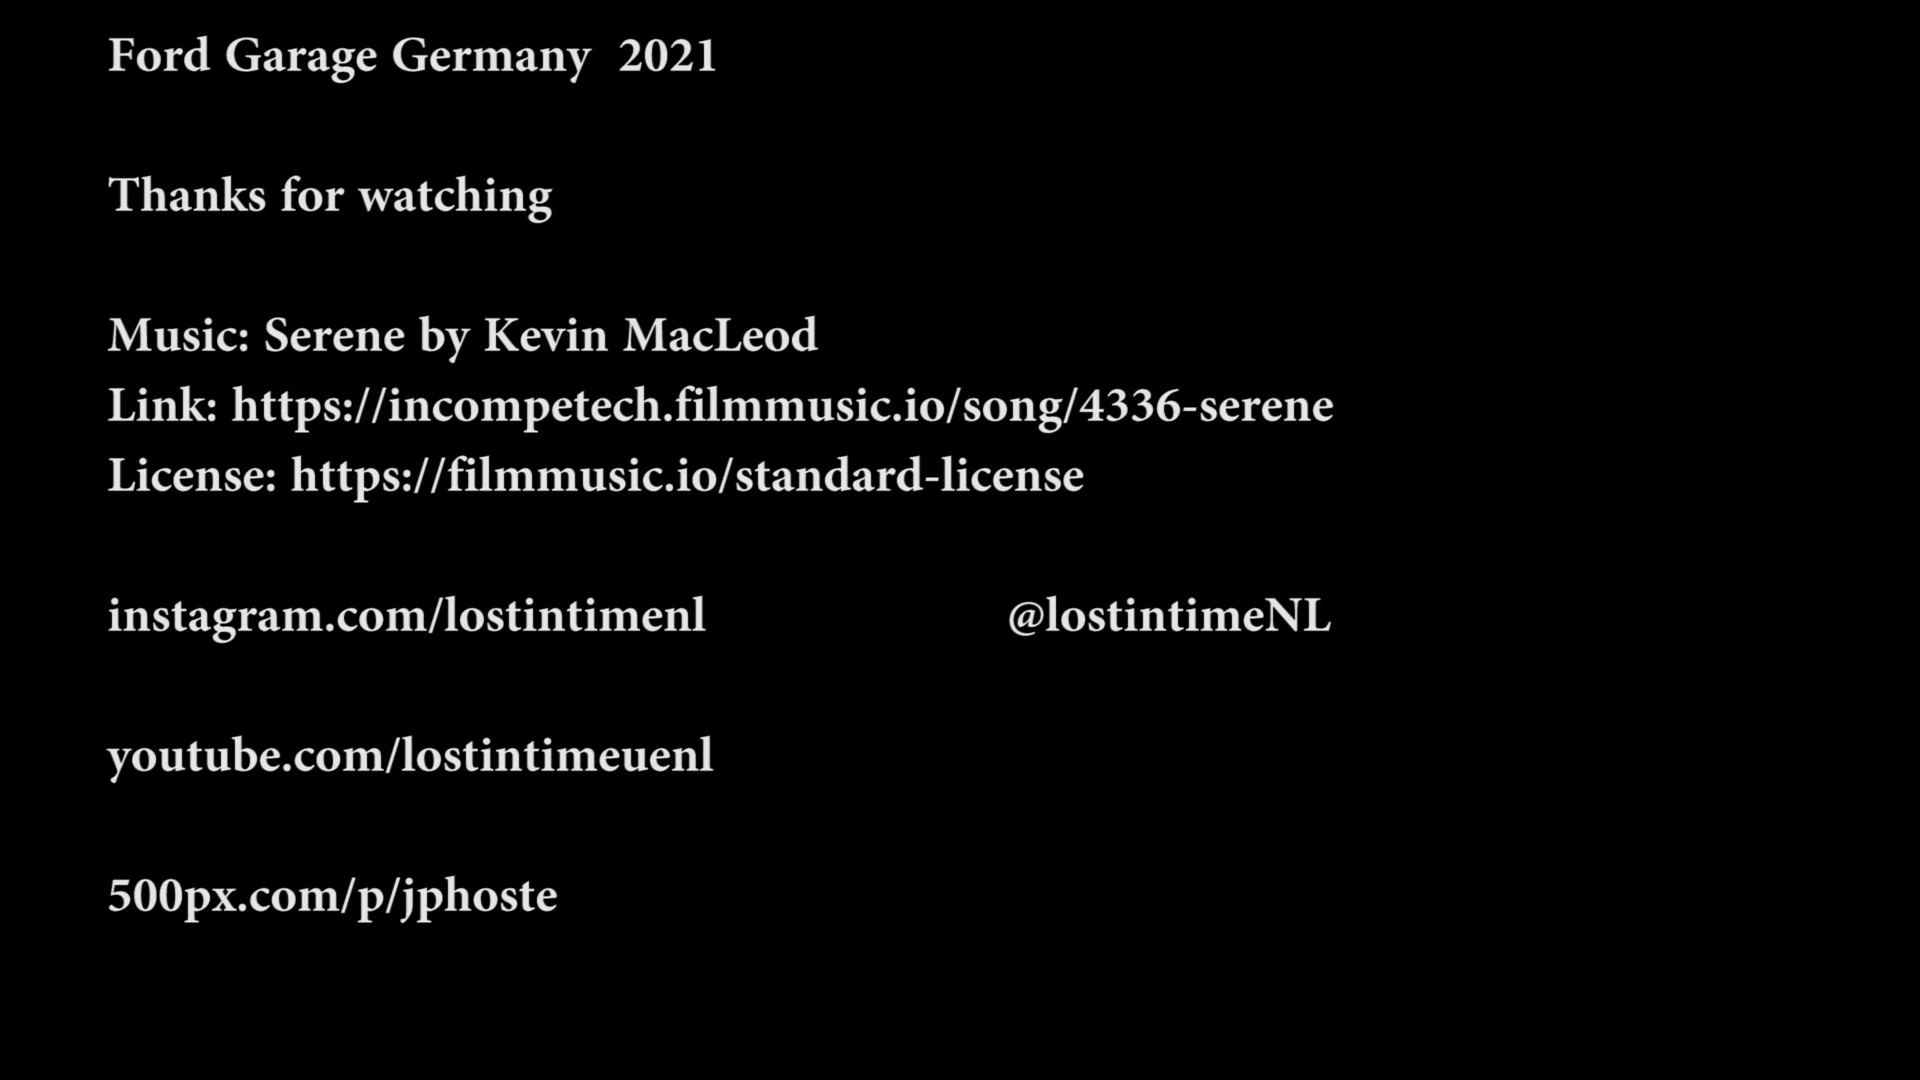 Ford Garage Germany  2021
Thanks for watching
Music: Serene by Kevin MacLeod
Link: https://incompetech.filmmusic.io/song/4336-serene
License: https://filmmusic.io/standard-license
instagram.com/lostintimenl @lostintimeNL
youtube.com/lostintimeuenl
500px.com/p/jphoste